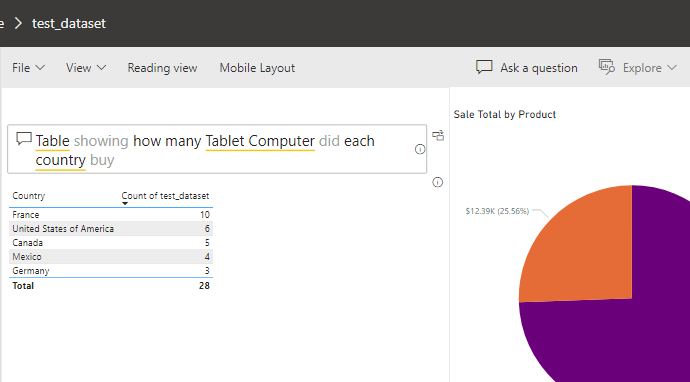 e > test_dataset
File View Reading view Mobile Layout Ask a question Explore
Table showing how many Tablet Computer did each
country buy
Country Count of test_dataset
France 10
United States of America 6
Canada 5
Mexico 4
Germany 3
Total 28
Sale Total by Product
$12.39K (25.56%)